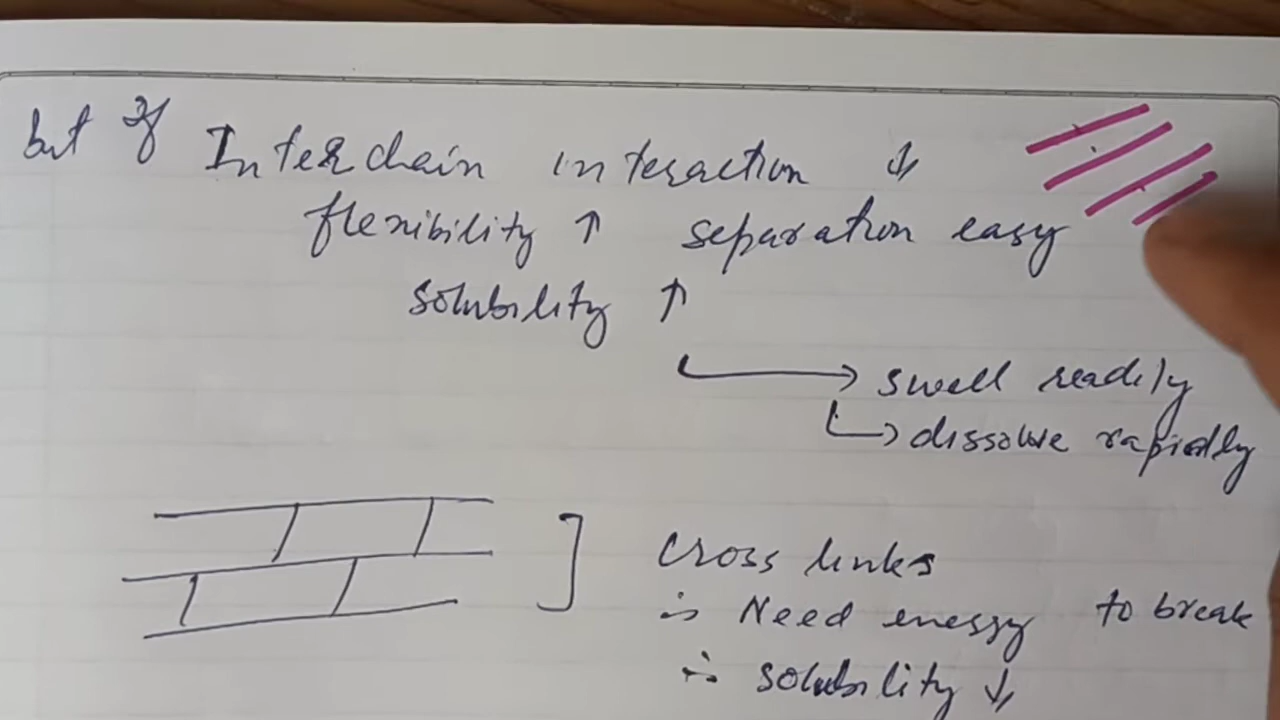 but if Interchain interaction ↓
flexibility ↑ separation easy
solubility ↑
→ swell readily
→ dissolve rapidly
] cross links
∴ Need energy to break
∴ solubility ↓